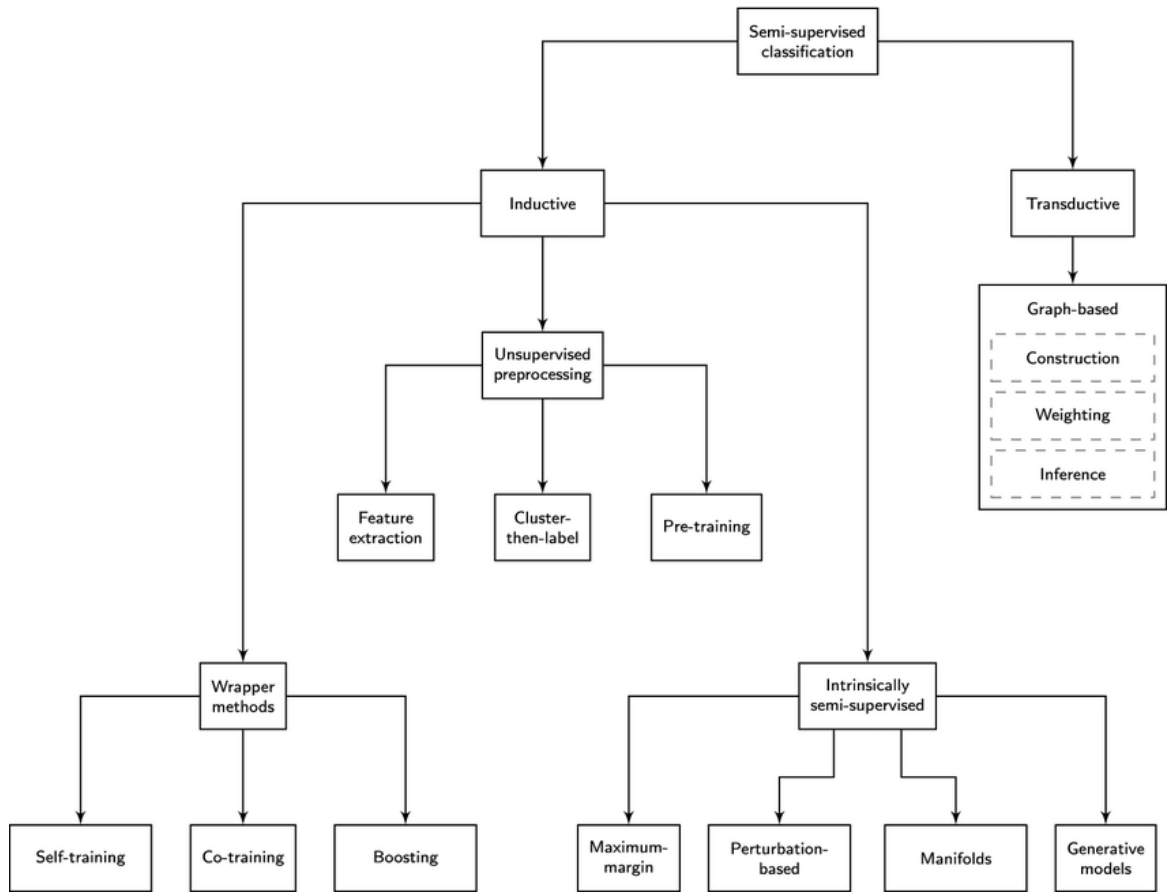 Semi-supervised
classification
Inductive
Transductive
Graph-based
Construction
Weighting
Inference
Unsupervised
preprocessing
Feature
extraction
Cluster-
then-label
Pre-training
Wrapper
methods
Intrinsically
semi-supervised
Self-training
Co-training
Boosting
Maximum-
margin
Perturbation-
based
Manifolds
Generative
models